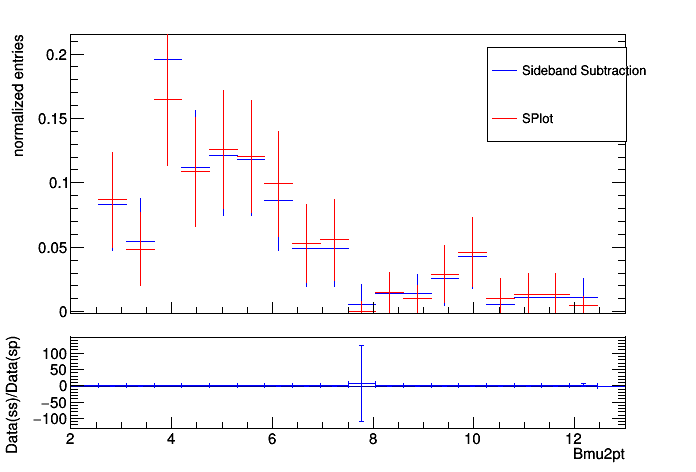 normalized entries
0.2
0.15
0.1
0.05
0
Sideband Subtraction
SPlot
Data(ss)/Data(sp)
100
50
0
−50
−100
2 4 6 8 10 12
Bmu2pt